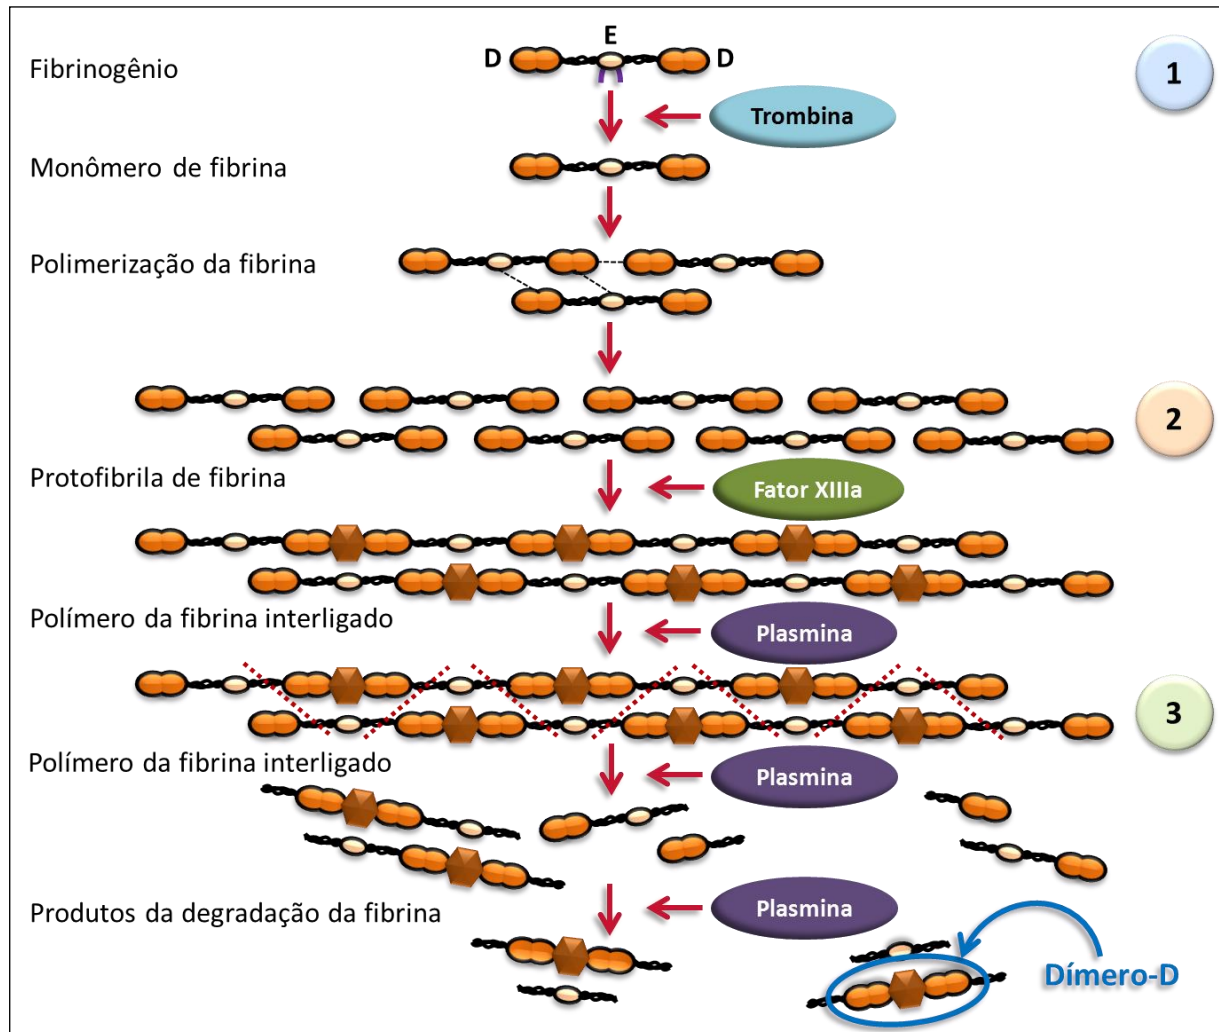 E
D
D
Fibrinogênio
1
Trombina
Monômero de fibrina
Polimerização da fibrina
2
Protofibrila de fibrina
Fator XIIIa
Polímero da fibrina interligado
Plasmina
3
Polímero da fibrina interligado
Plasmina
Produtos da degradação da fibrina
Plasmina
Dímero-D